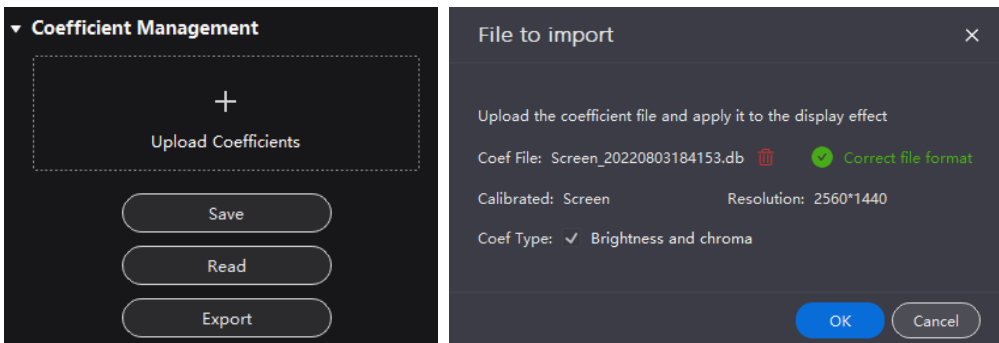 Coefficient Management
Upload Coefficients
Save
Read
Export
File to import
Upload the coefficient file and apply it to the display effect
Coef File: Screen_20220803184153.db Correct file format
Calibrated: Screen Resolution: 2560*1440
Coef Type: Brightness and chroma
OK Cancel